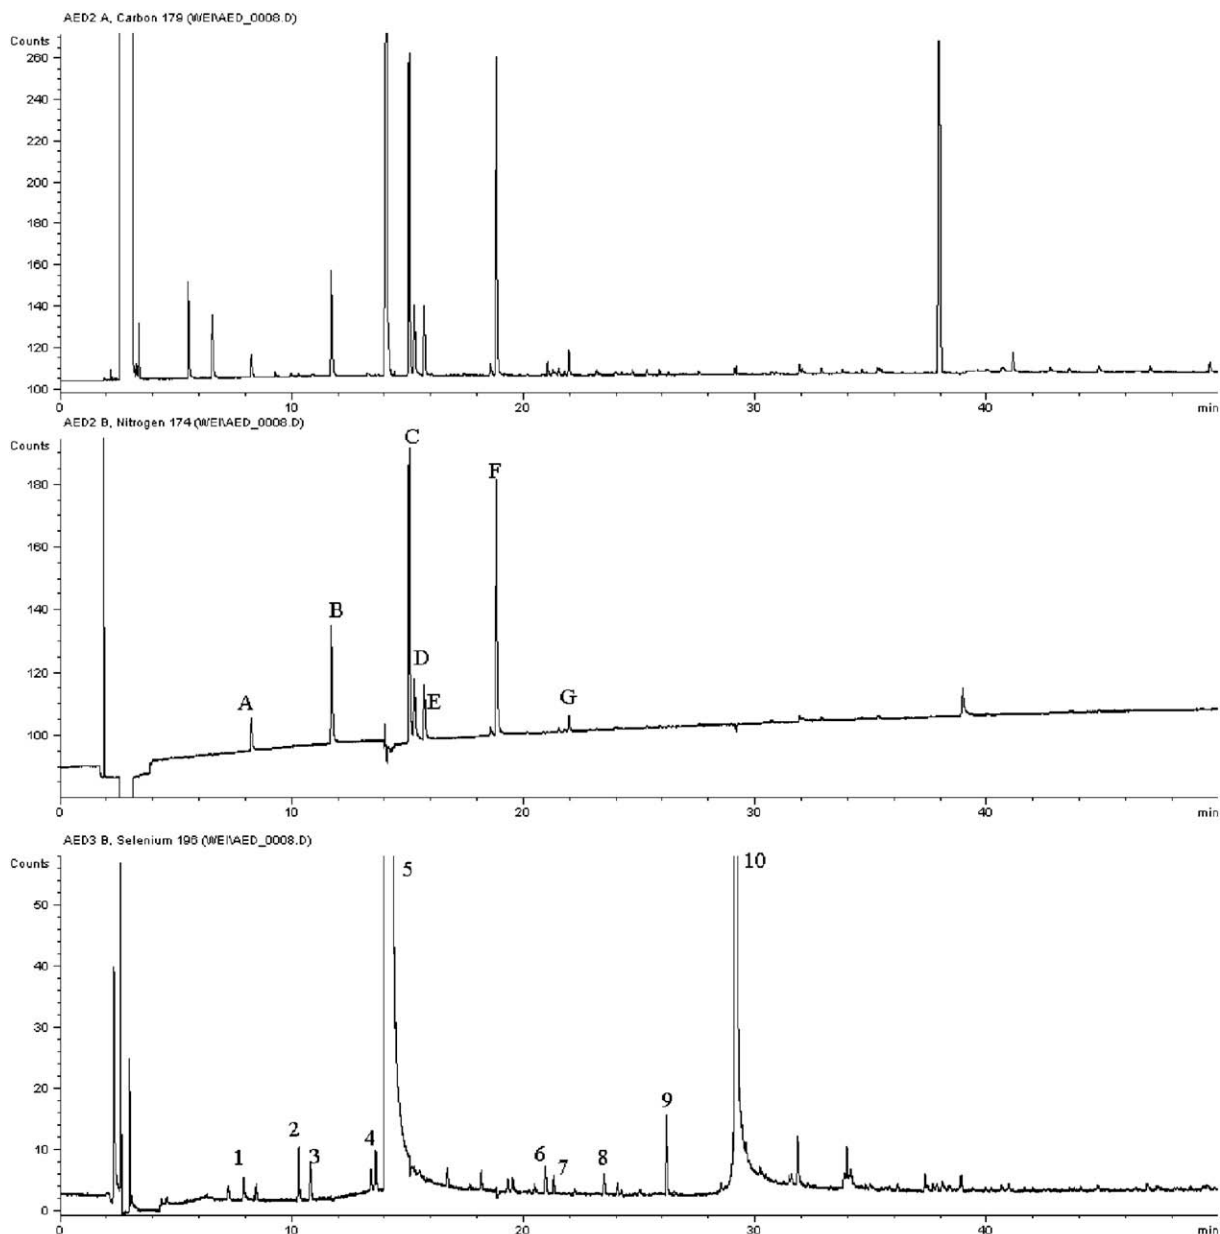 AED2 A, Carbon 179 (WEI\AED_0008.D)
Counts
260
240
220
200
180
160
140
120
100
0 10 20 30 40 min
AED2 B, Nitrogen 174 (WEI\AED_0008.D)
Counts
180
160
140
120
100
A B C D E F G
0 10 20 30 40 min
AED3 B, Selenium 196 (WEI\AED_0008.D)
Counts
50
40
30
20
10
0
1 2 3 4 5 6 7 8 9 10
0 10 20 30 40 min